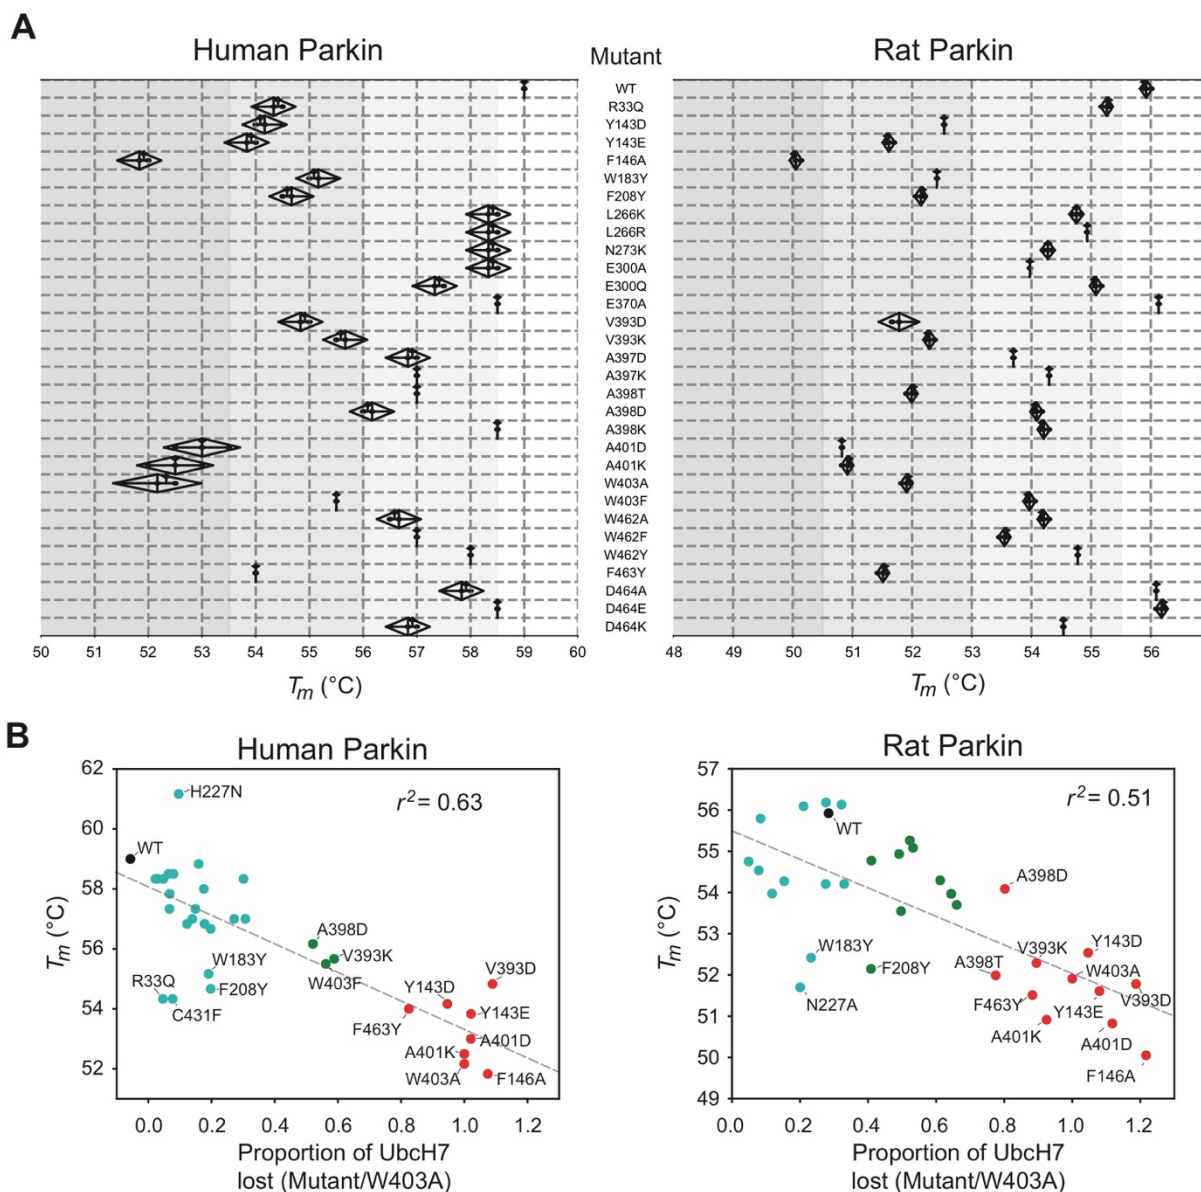 A
Human Parkin
Mutant
Rat Parkin
WT
R33Q
Y143D
Y143E
F146A
W183Y
F208Y
L266K
L266R
N273K
E300A
E300Q
E370A
V393D
V393K
A397D
A397K
A398T
A398D
A398K
A401D
A401K
W403A
W403F
W462A
W462F
W462Y
F463Y
D464A
D464E
D464K
50 51 52 53 54 55 56 57 58 59 60
48 49 50 51 52 53 54 55 56
Tm (°C)
Tm (°C)
B
Human Parkin
62
60
58
56
54
52
Tm (°C)
r²= 0.63
H227N
WT
A398D
V393K
W183Y
W403F
R33Q
F208Y
V393D
Y143D
C431F
F463Y
Y143E
A401K
A401D
W403A
F146A
0.0 0.2 0.4 0.6 0.8 1.0 1.2
Proportion of UbcH7
lost (Mutant/W403A)
Rat Parkin
57
56
55
54
53
52
51
50
49
Tm (°C)
r²= 0.51
WT
A398D
W183Y
V393K
Y143D
F208Y
A398T
W403A
N227A
F463Y
Y143E
V393D
A401K
A401D
F146A
0.0 0.2 0.4 0.6 0.8 1.0 1.2
Proportion of UbcH7
lost (Mutant/W403A)